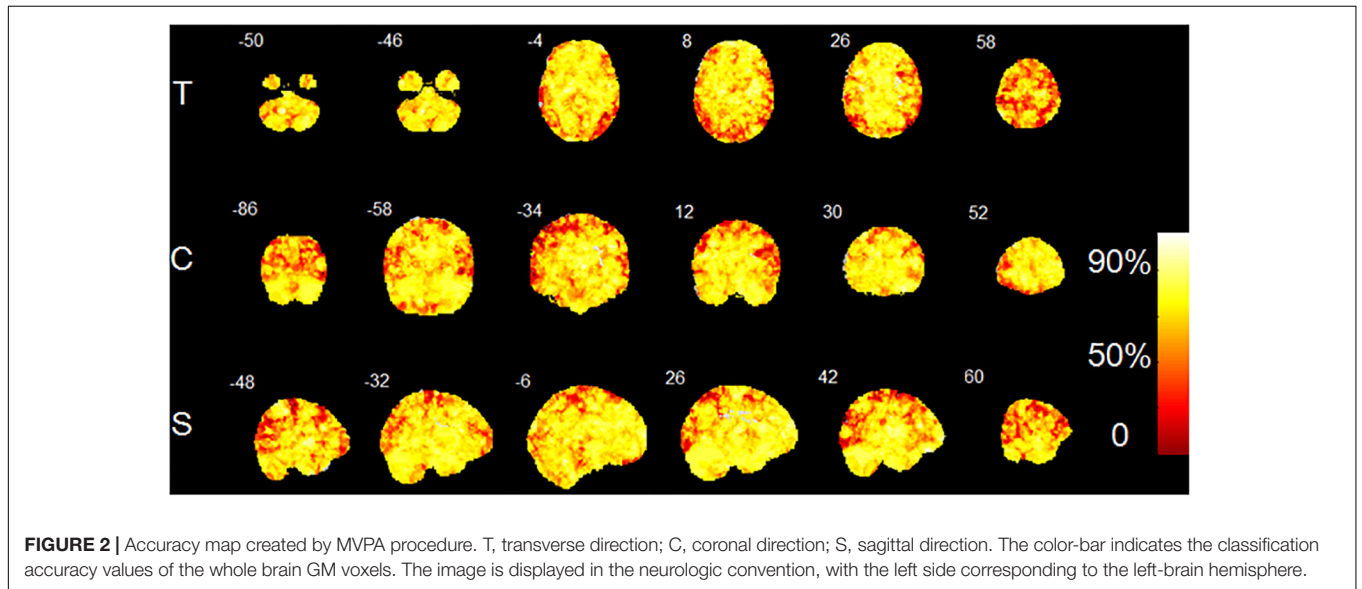 -50 -46 -4 8 26 58
T
-86 -58 -34 12 30 52
C
90%
50%
-48 -32 -6 26 42 60
S
0
FIGURE 2 | Accuracy map created by MVPA procedure. T, transverse direction; C, coronal direction; S, sagittal direction. The color-bar indicates the classification
accuracy values of the whole brain GM voxels. The image is displayed in the neurologic convention, with the left side corresponding to the left-brain hemisphere.